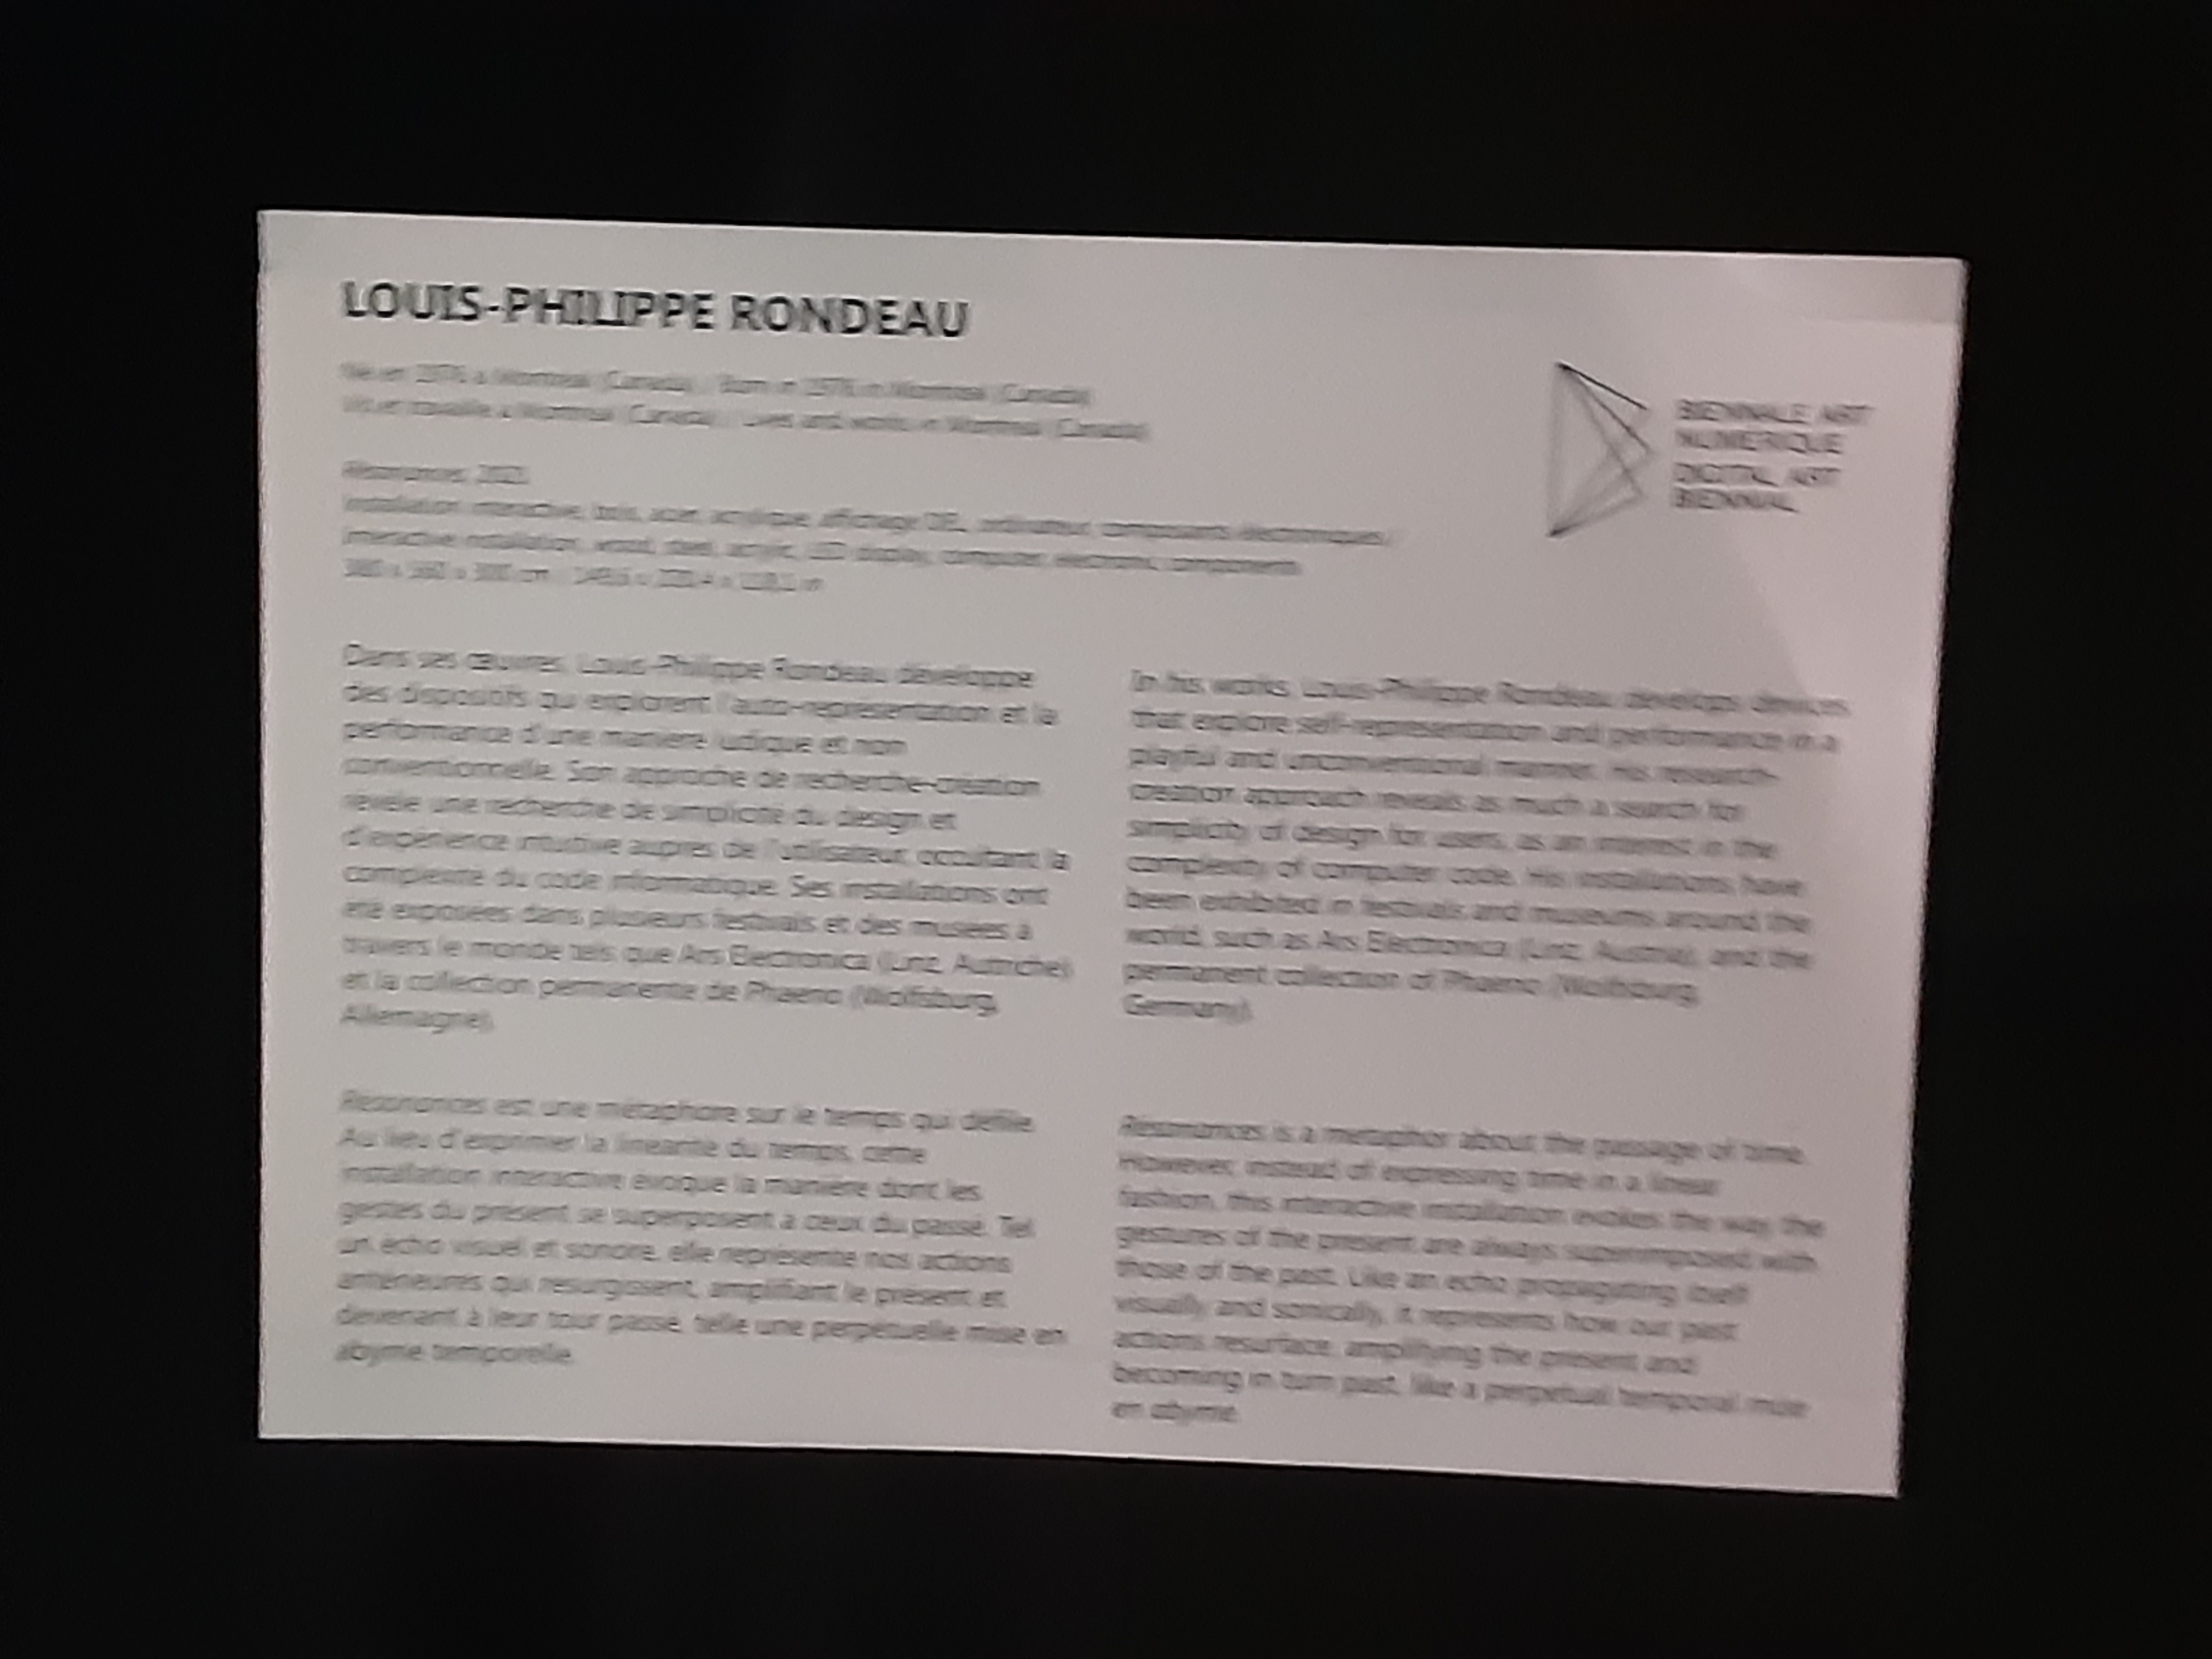 LOUIS-PHILIPPE RONDEAU
Né en 1976 à Montréal (Canada) / Born in 1976 in Montreal (Canada)
Vit et travaille à Montréal (Canada) / Lives and works in Montreal (Canada)
BIENNALE ART
NUMÉRIQUE
DIGITAL ART
BIENNIAL
Résonances, 2021
Installation interactive, bois, acier, acrylique, affichage DEL, ordinateur, composants électroniques /
Interactive installation, wood, steel, acrylic, LED display, computer, electronic components
Dans ses œuvres, Louis-Philippe Rondeau développe
des dispositifs qui explorent l'auto-représentation et la
performance d'une manière ludique et non
conventionnelle. Son approche de recherche-création
révèle une recherche de simplicité du design et
d'expérience intuitive auprès de l'utilisateur, occultant la
complexité du code informatique. Ses installations ont
été exposées dans plusieurs festivals et des musées à
travers le monde tels que Ars Electronica (Linz, Autriche)
et la collection permanente de Phaeno (Wolfsburg,
Allemagne).
Résonances est une métaphore sur le temps qui défile.
Au lieu d'exprimer la linéarité du temps, cette
installation interactive évoque la manière dont les
gestes du présent se superposent à ceux du passé. Tel
un écho visuel et sonore, elle représente nos actions
antérieures qui resurgissent, amplifiant le présent et
devenant à leur tour passé, telle une perpétuelle mise en
abyme temporelle.
In his works, Louis-Philippe Rondeau develops devices
that explore self-representation and performance in a
playful and unconventional manner. His research-
creation approach reveals as much a search for
simplicity of design for users, as an interest in the
complexity of computer code. His installations have
been exhibited in festivals and museums around the
world, such as Ars Electronica (Linz, Austria), and the
permanent collection of Phaeno (Wolfsburg,
Germany).
Résonances is a metaphor about the passage of time.
However, instead of expressing time in a linear
fashion, this interactive installation evokes the way the
gestures of the present are always superimposed with
those of the past. Like an echo propagating itself
visually and sonically, it represents how our past
actions resurface, amplifying the present and
becoming in turn past, like a perpetual temporal mise
en abyme.